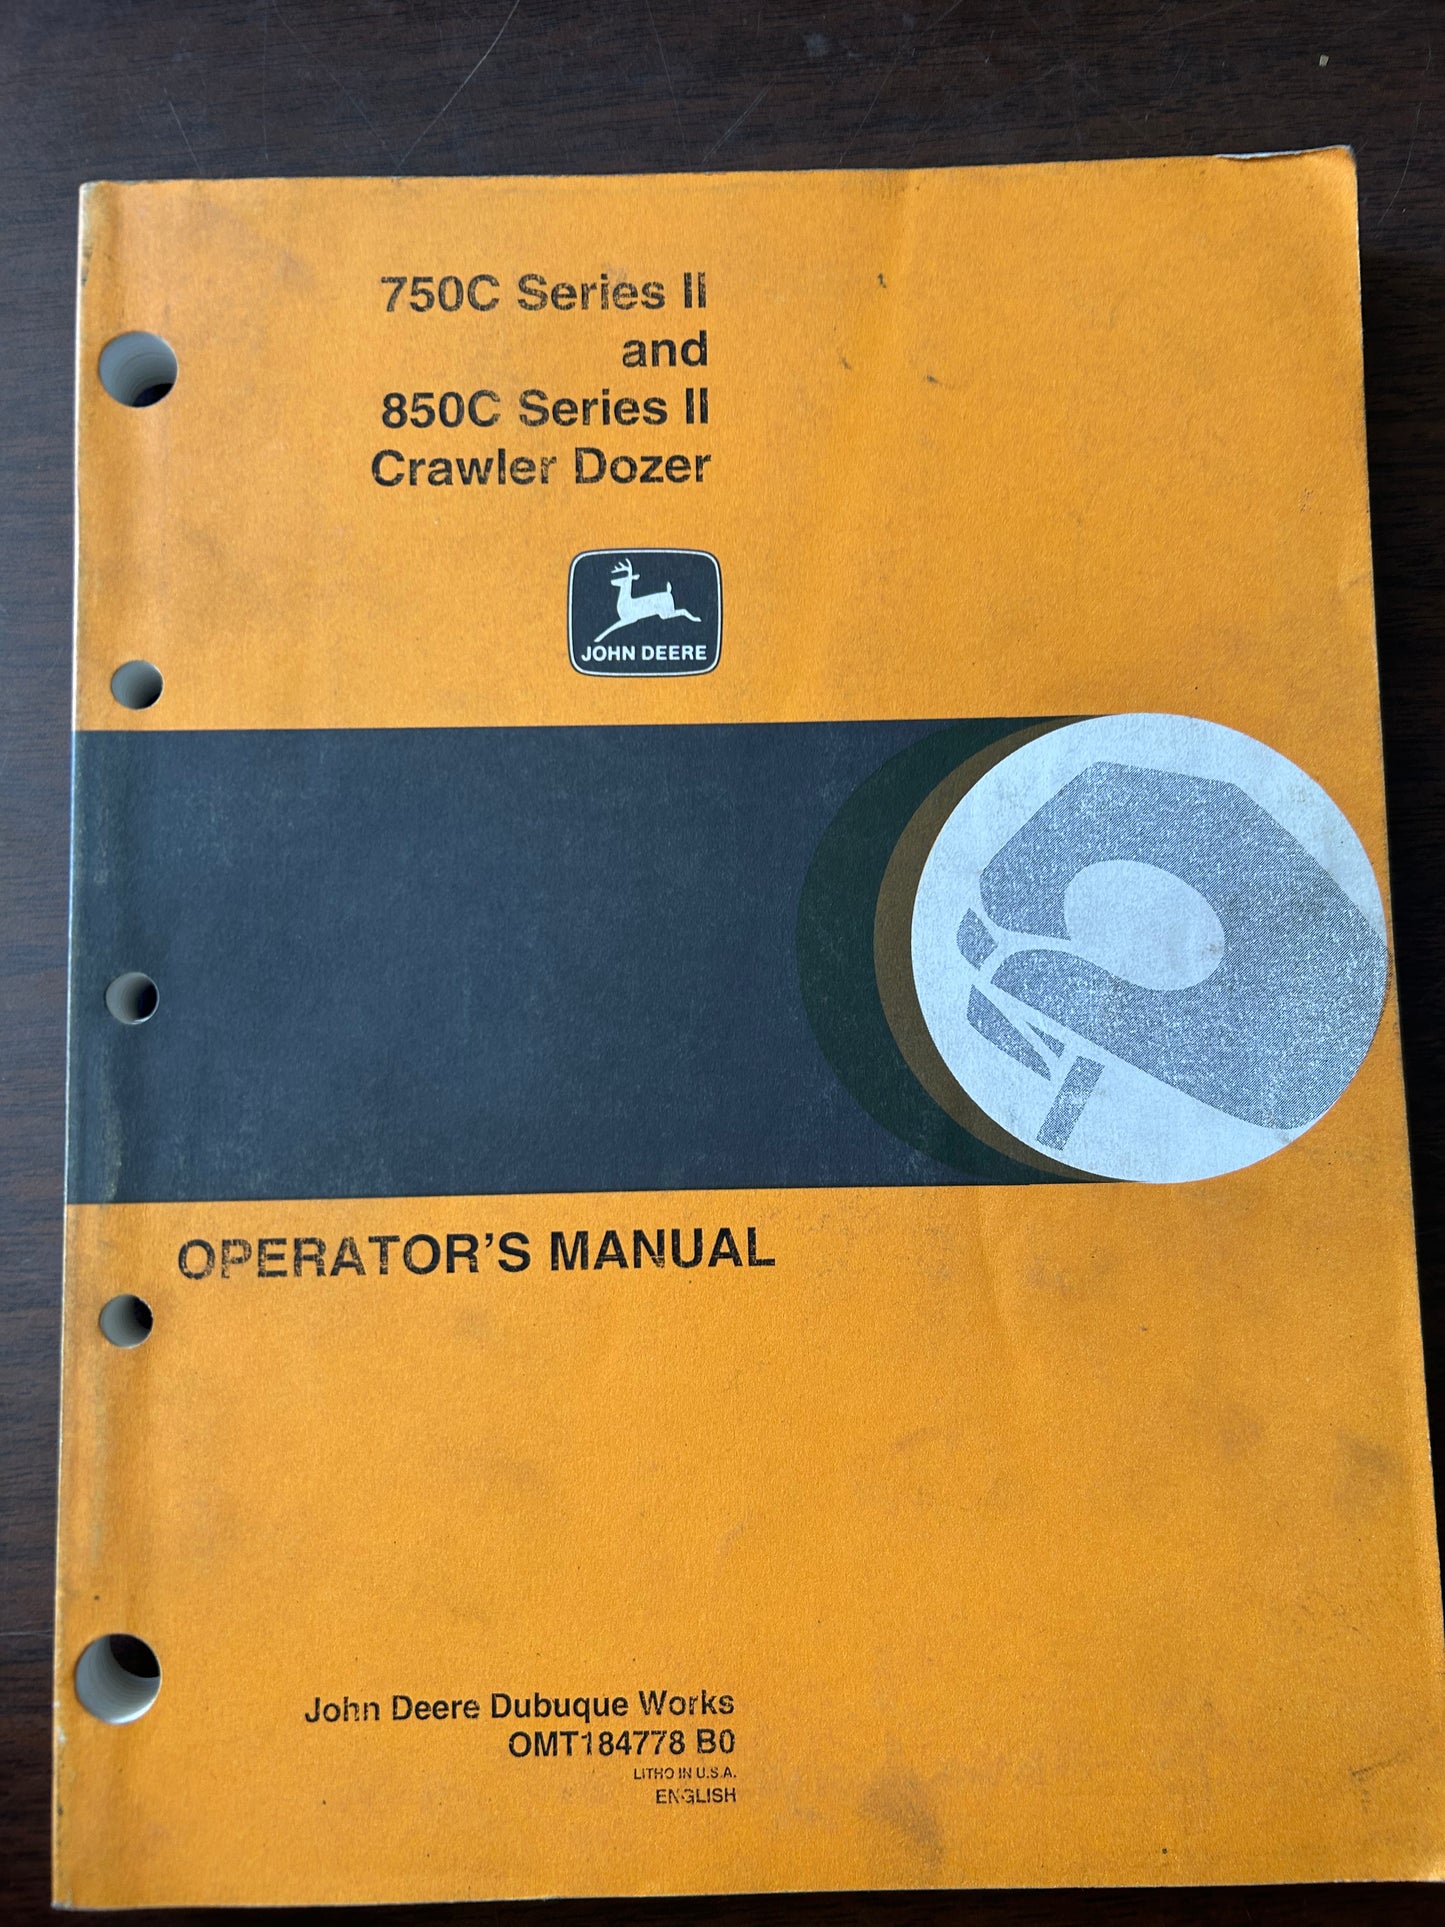 750C Series II
and
850C Series II
Crawler Dozer
JOHN DEERE
OPERATOR'S MANUAL
John Deere Dubuque Works
OMT184778 B0
LITHO IN U.S.A.
ENGLISH